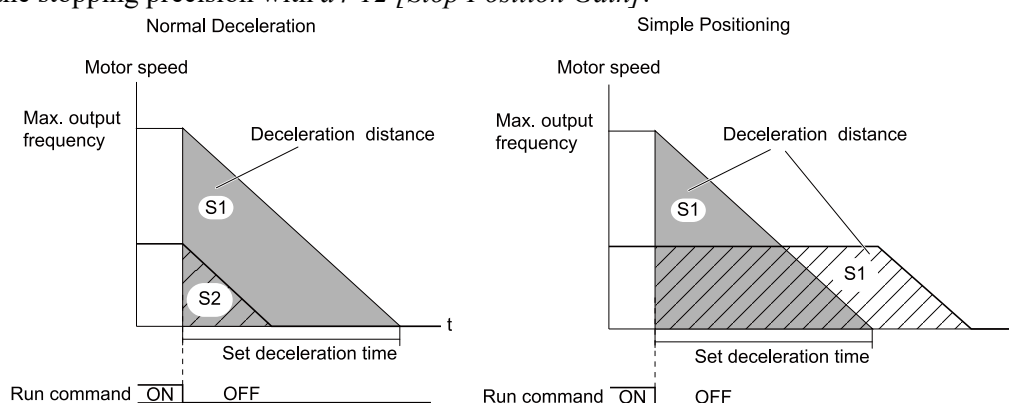 the stopping precision with d4-12 [Stop Position Gain].
Normal Deceleration
Motor speed
Max. output
frequency
Deceleration distance
S1
S2
t
Set deceleration time
Run command ON OFF
Simple Positioning
Motor speed
Max. output
frequency
Deceleration distance
S1
S1
Set deceleration time
Run command ON OFF